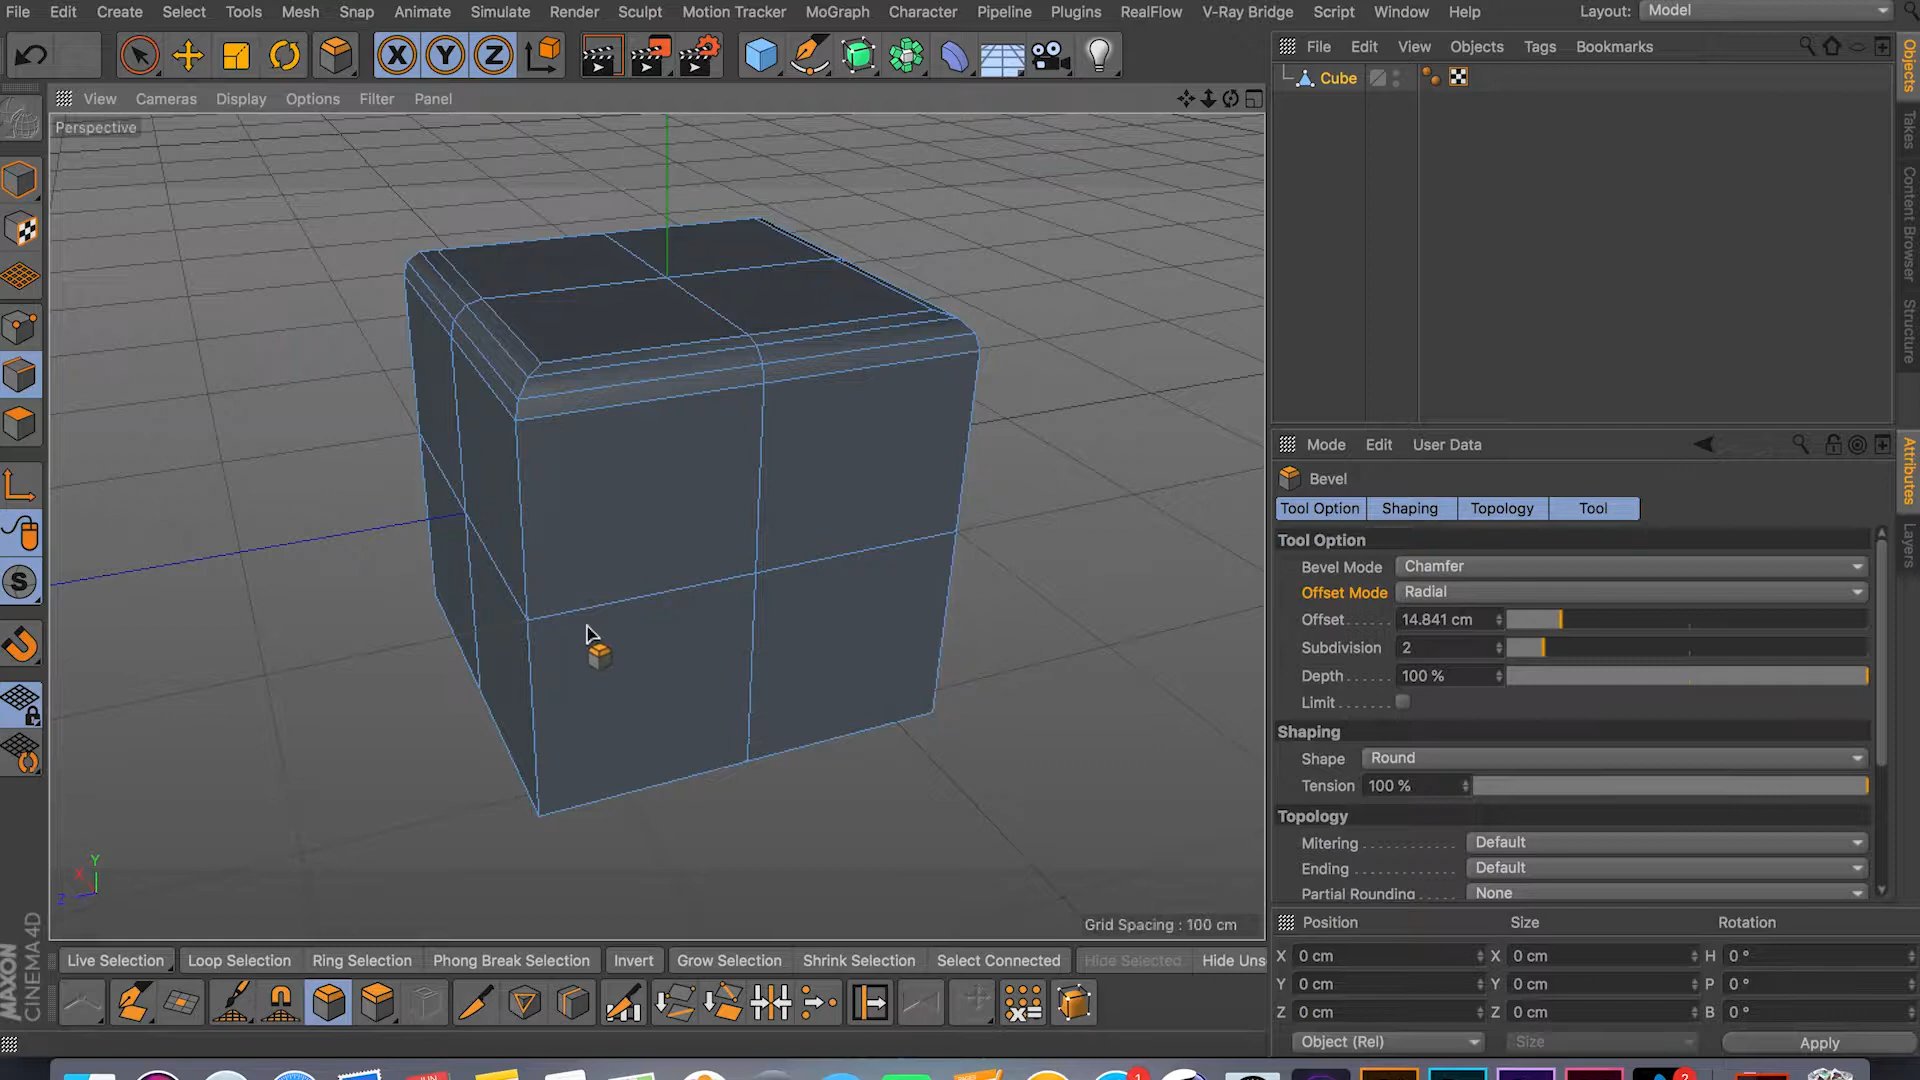 File Edit Create Select Tools Mesh Snap Animate Simulate Render Sculpt Motion Tracker MoGraph Character Pipeline Plugins RealFlow V-Ray Bridge Script Window Help Layout: Model
X Y Z
File Edit View Objects Tags Bookmarks
Cube
View Cameras Display Options Filter Panel
Perspective
Objects
Takes
Content Browser
Structure
Attributes
Layers
Mode Edit User Data
Bevel
Tool Option Shaping Topology Tool
Tool Option
Bevel Mode Chamfer
Offset Mode Radial
Offset 14.841 cm
Subdivision 2
Depth 100 %
Limit
Shaping
Shape Round
Tension 100 %
Topology
Mitering Default
Ending Default
Partial Rounding None
S
Y
X
Z
Grid Spacing : 100 cm
MAXON
CINEMA 4D
Live Selection Loop Selection Ring Selection Phong Break Selection Invert Grow Selection Shrink Selection Select Connected Hide Selected Hide Uns
Position Size Rotation
X 0 cm X 0 cm H 0 °
Y 0 cm Y 0 cm P 0 °
Z 0 cm Z 0 cm B 0 °
Object (Rel) Size Apply
1
2